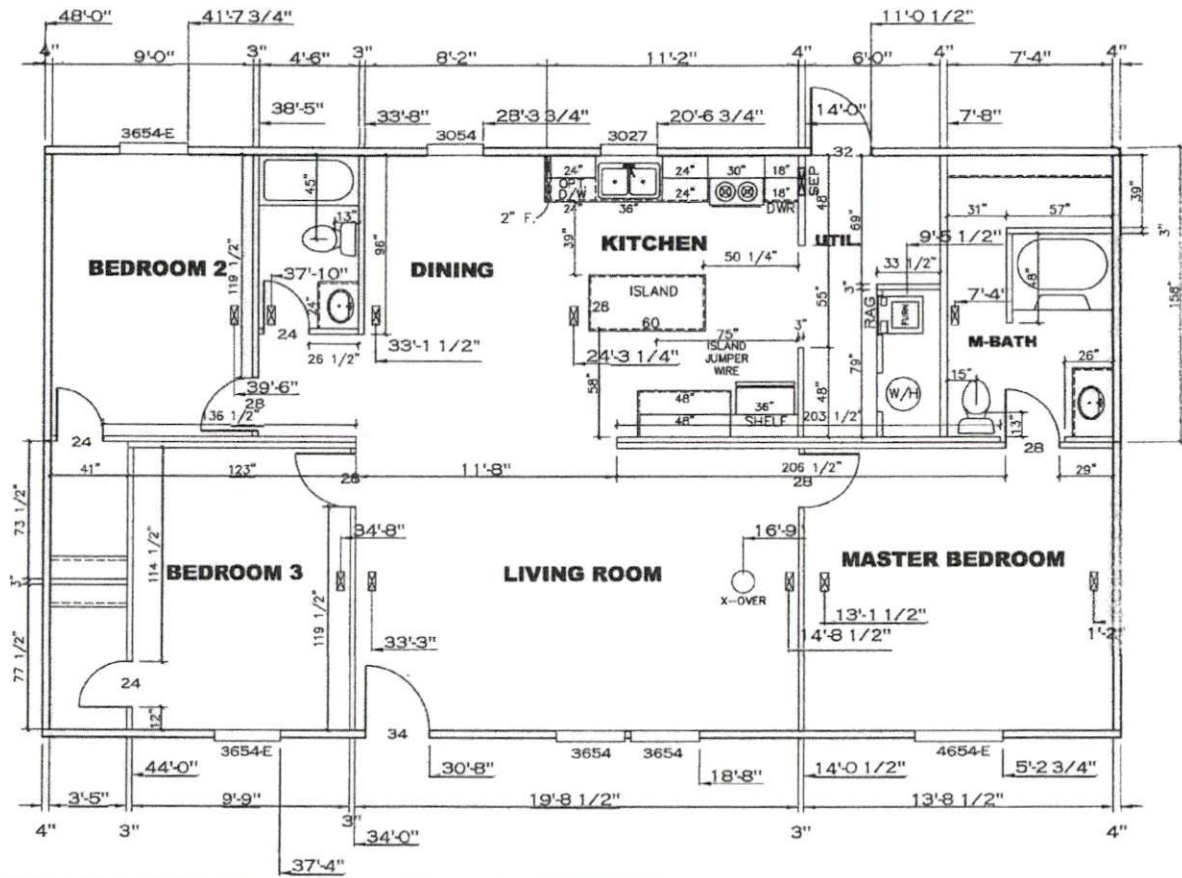 48'-0" 41'-7 3/4" 11'-0 1/2"
4" 9'-0" 3" 4'-6" 3" 8'-2" 11'-2" 4" 6'-0" 4" 7'-4" 4"
38'-5" 33'-8" 28'-3 3/4" 20'-6 3/4" 14'-0" 7'-8"
3654-E 3054 3027 32
24" 24" 30" 18"
OPT. D/W 24" 18"
24" 36" DWR
2" F.
SEP
45"
13"
96"
119 1/2"
39"
48"
69"
31" 57"
39"
3"
158"
BEDROOM 2
DINING
KITCHEN
UTIL.
50 1/4"
9'-5 1/2"
33 1/2"
48"
37'-10"
24"
24
26 1/2"
28
ISLAND
60
33'-1 1/2"
24'-3 1/4"
75"
3"
ISLAND
JUMPER
WIRE
55"
3"
RAG
FURN
7'-4"
M-BATH
79"
W/H
15"
26"
13"
39'-6"
28
136 1/2"
58"
48"
48"
36"
SHELF
48"
203 1/2"
24
28
41" 123" 28 11'-8" 206 1/2" 28 29"
73 1/2"
3"
77 1/2"
114 1/2"
119 1/2"
34'-8"
16'-9"
BEDROOM 3
LIVING ROOM
MASTER BEDROOM
X-OVER
33'-3"
13'-1 1/2"
14'-8 1/2"
1'-2"
24
12"
34
3654-E 3654 3654 4654-E
44'-0" 30'-8" 18'-8" 14'-0 1/2" 5'-2 3/4"
3'-5" 9'-9" 19'-8 1/2" 13'-8 1/2"
4" 3" 3" 3" 4"
34'-0"
37'-4"